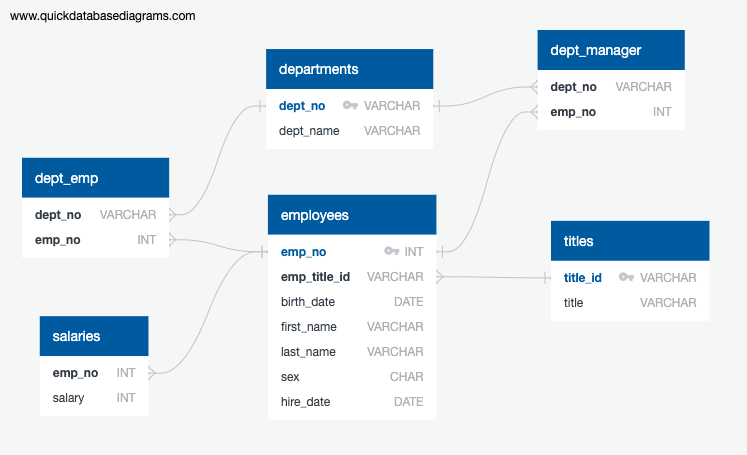 www.quickdatabasediagrams.com
departments
dept_no VARCHAR
dept_name VARCHAR
dept_manager
dept_no VARCHAR
emp_no INT
dept_emp
dept_no VARCHAR
emp_no INT
employees
emp_no INT
emp_title_id VARCHAR
birth_date DATE
first_name VARCHAR
last_name VARCHAR
sex CHAR
hire_date DATE
titles
title_id VARCHAR
title VARCHAR
salaries
emp_no INT
salary INT